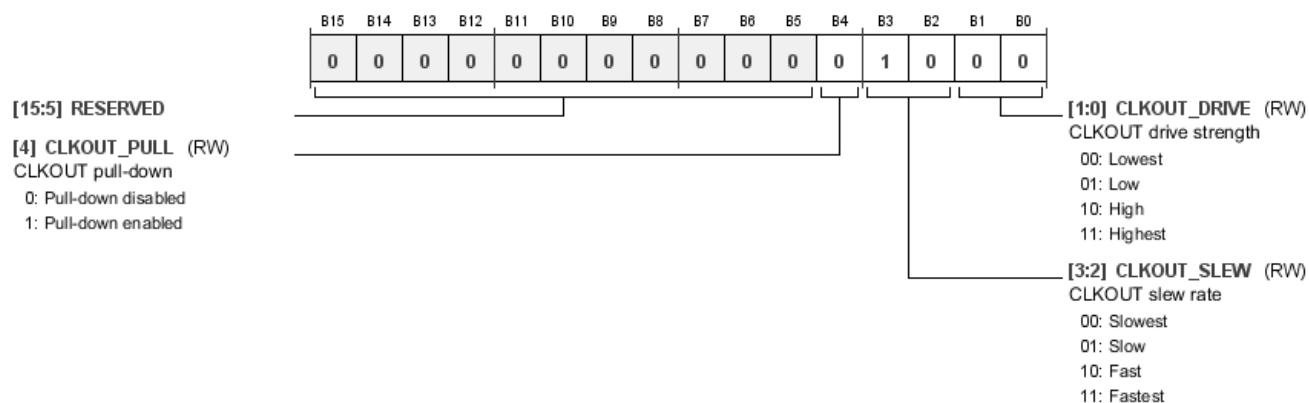 B15 B14 B13 B12 B11 B10 B9 B8 B7 B6 B5 B4 B3 B2 B1 B0
0 0 0 0 0 0 0 0 0 0 0 0 1 0 0 0
[15:5] RESERVED
[4] CLKOUT_PULL (RW)
CLKOUT pull-down
0: Pull-down disabled
1: Pull-down enabled
[1:0] CLKOUT_DRIVE (RW)
CLKOUT drive strength
00: Lowest
01: Low
10: High
11: Highest
[3:2] CLKOUT_SLEW (RW)
CLKOUT slew rate
00: Slowest
01: Slow
10: Fast
11: Fastest